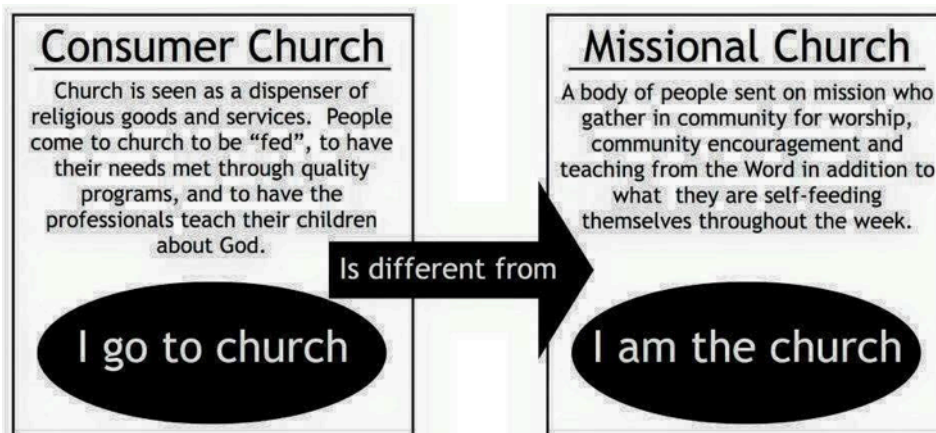 Consumer Church
Church is seen as a dispenser of
religious goods and services. People
come to church to be “fed”, to have
their needs met through quality
programs, and to have the
professionals teach their children
about God.
I go to church
Is different from
Missional Church
A body of people sent on mission who
gather in community for worship,
community encouragement and
teaching from the Word in addition to
what they are self-feeding
themselves throughout the week.
I am the church